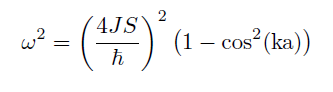 ω² = (4JS/ħ)² (1 − cos²(ka))